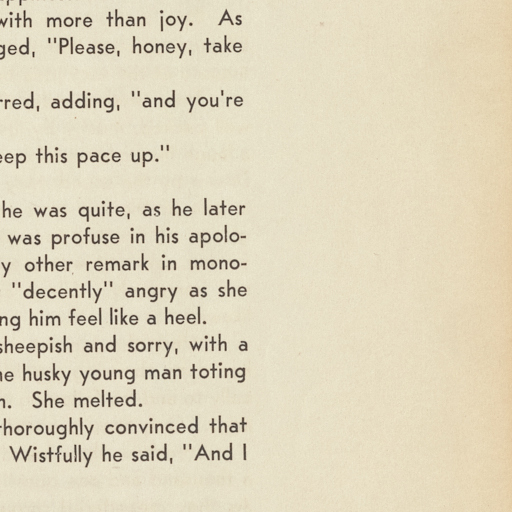 with more than joy. As
ged, "Please, honey, take
rred, adding, "and you're
eep this pace up."
he was quite, as he later
was profuse in his apolo-
y other remark in mono-
"decently" angry as she
ng him feel like a heel.
sheepish and sorry, with a
he husky young man toting
n. She melted.
thoroughly convinced that
Wistfully he said, "And I